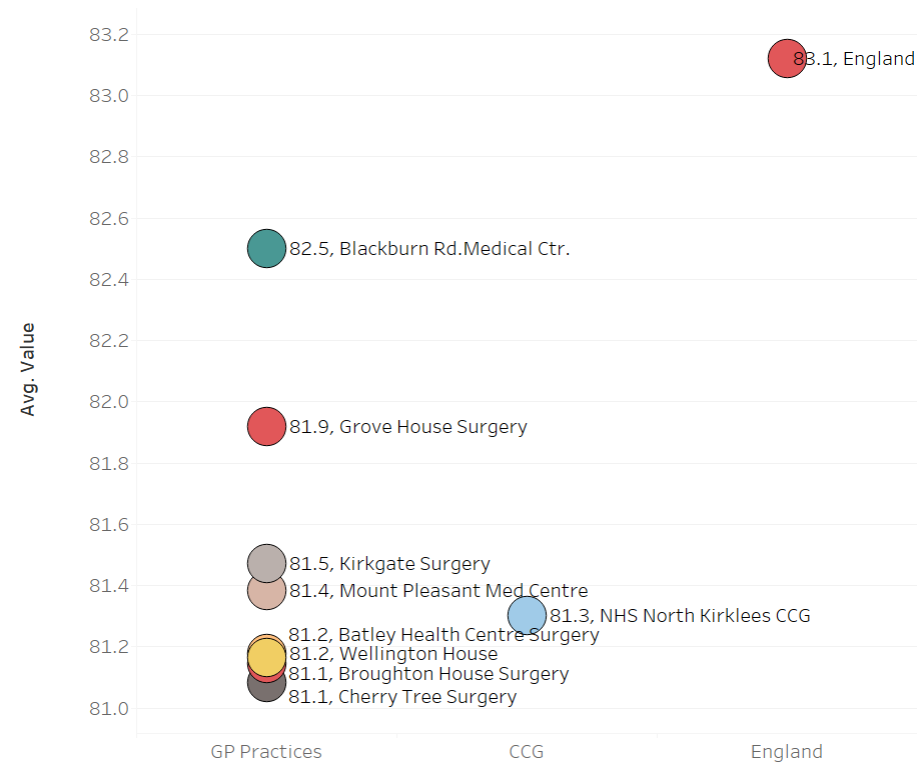 83.2
83.1, England
83.0
82.8
82.6
82.5, Blackburn Rd.Medical Ctr.
82.4
82.2
Avg. Value
82.0
81.9, Grove House Surgery
81.8
81.6
81.5, Kirkgate Surgery
81.4
81.4, Mount Pleasant Med Centre
81.3, NHS North Kirklees CCG
81.2, Batley Health Centre Surgery
81.2
81.2, Wellington House
81.1, Broughton House Surgery
81.1, Cherry Tree Surgery
81.0
GP Practices
CCG
England